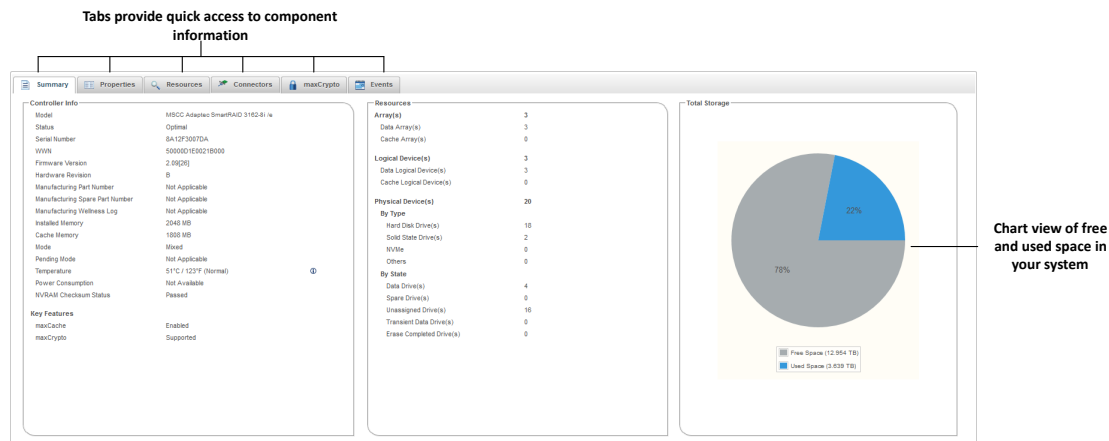 Tabs provide quick access to component
information
Summary Properties Resources Connectors maxCrypto Events
Controller Info
Model MSCC Adaptec SmartRAID 3162-8i /e
Status Optimal
Serial Number 8A12F3007DA
WWN 50000D1E0021B000
Firmware Version 2.09[26]
Hardware Revision B
Manufacturing Part Number Not Applicable
Manufacturing Spare Part Number Not Applicable
Manufacturing Wellness Log Not Applicable
Installed Memory 2048 MB
Cache Memory 1808 MB
Mode Mixed
Pending Mode Not Applicable
Temperature 51°C / 123°F (Normal)
Power Consumption Not Available
NVRAM Checksum Status Passed
Key Features
maxCache Enabled
maxCrypto Supported
Resources
Array(s) 3
Data Array(s) 3
Cache Array(s) 0
Logical Device(s) 3
Data Logical Device(s) 3
Cache Logical Device(s) 0
Physical Device(s) 20
By Type
Hard Disk Drive(s) 18
Solid State Drive(s) 2
NVMe 0
Others 0
By State
Data Drive(s) 4
Spare Drive(s) 0
Unassigned Drive(s) 16
Transient Data Drive(s) 0
Erase Completed Drive(s) 0
Total Storage
22%
78%
Free Space (12.954 TB)
Used Space (3.639 TB)
Chart view of free
and used space in
your system